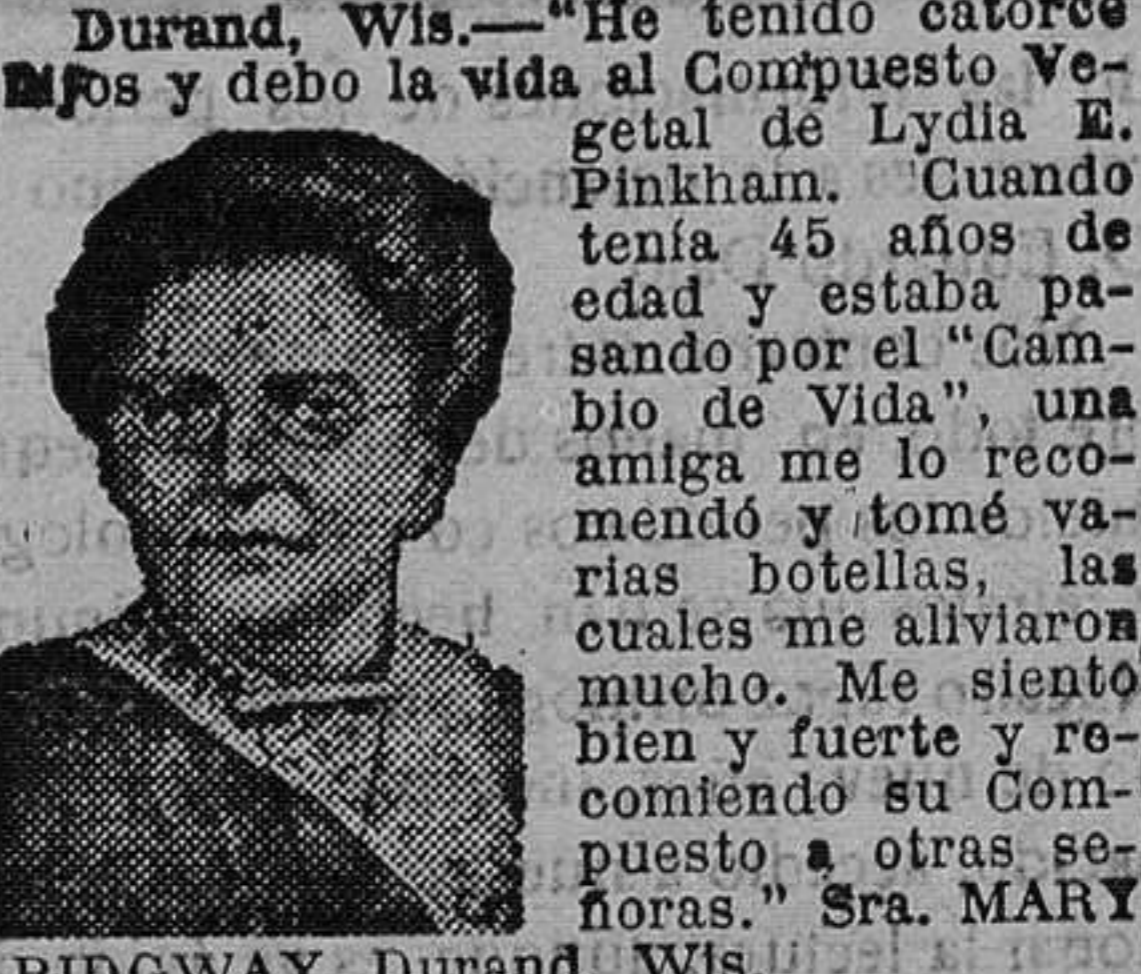 Durand, Wis.—"He tenido catorce
hijos y debo la vida al Compuesto Ve-
getal de Lydia E.
Pinkham. Cuando
tenía 45 años de
edad y estaba pa-
sando por el "Cam-
bio de Vida", una
amiga me lo reco-
mendó y tomé va-
rias botellas, las
cuales me aliviaron
mucho. Me siento
bien y fuerte y re-
comiendo su Com-
puesto a otras se-
ñoras." Sra. MARY
RIDGWAY, Durand, Wis.